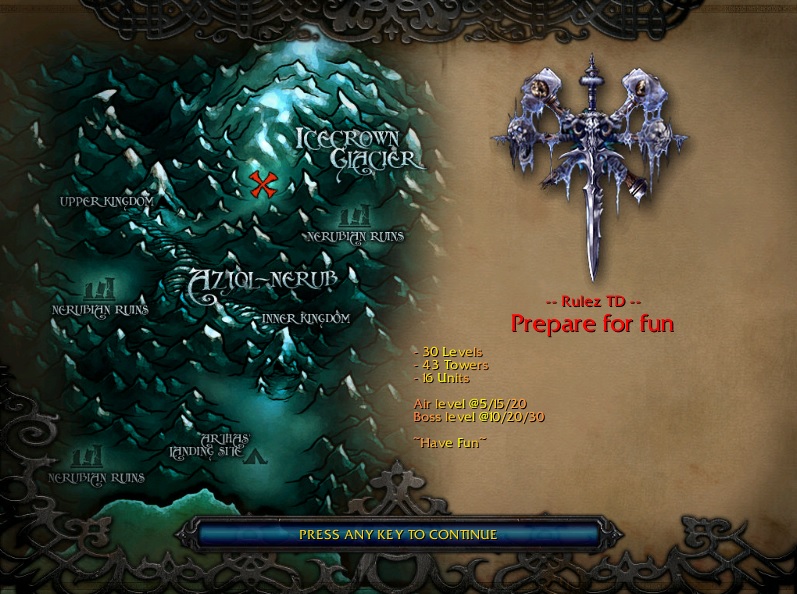 ICECROWN
GLACIER
UPPER KINGDOM
NERUBIAN RUINS
AZJOL-NERUB
NERUBIAN RUINS
INNER KINGDOM
ARTHAS
LANDING SITE
NERUBIAN RUINS
-- Rulez TD --
Prepare for fun
- 30 Levels
- 43 Towers
- 16 Units
Air level @5/15/20
Boss level @10/20/30
~Have Fun~
PRESS ANY KEY TO CONTINUE